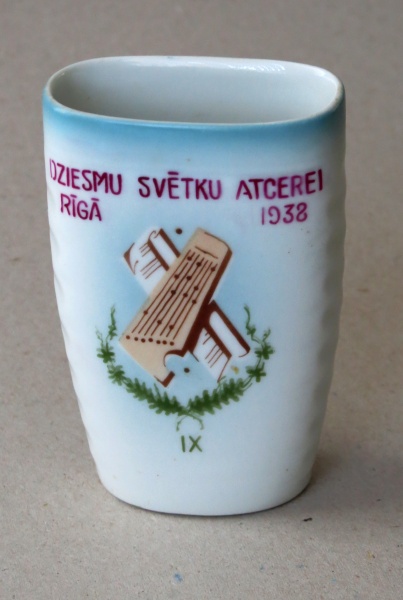 DZIESMU SVĒTKU ATCEREI
RĪGĀ 1938
IX